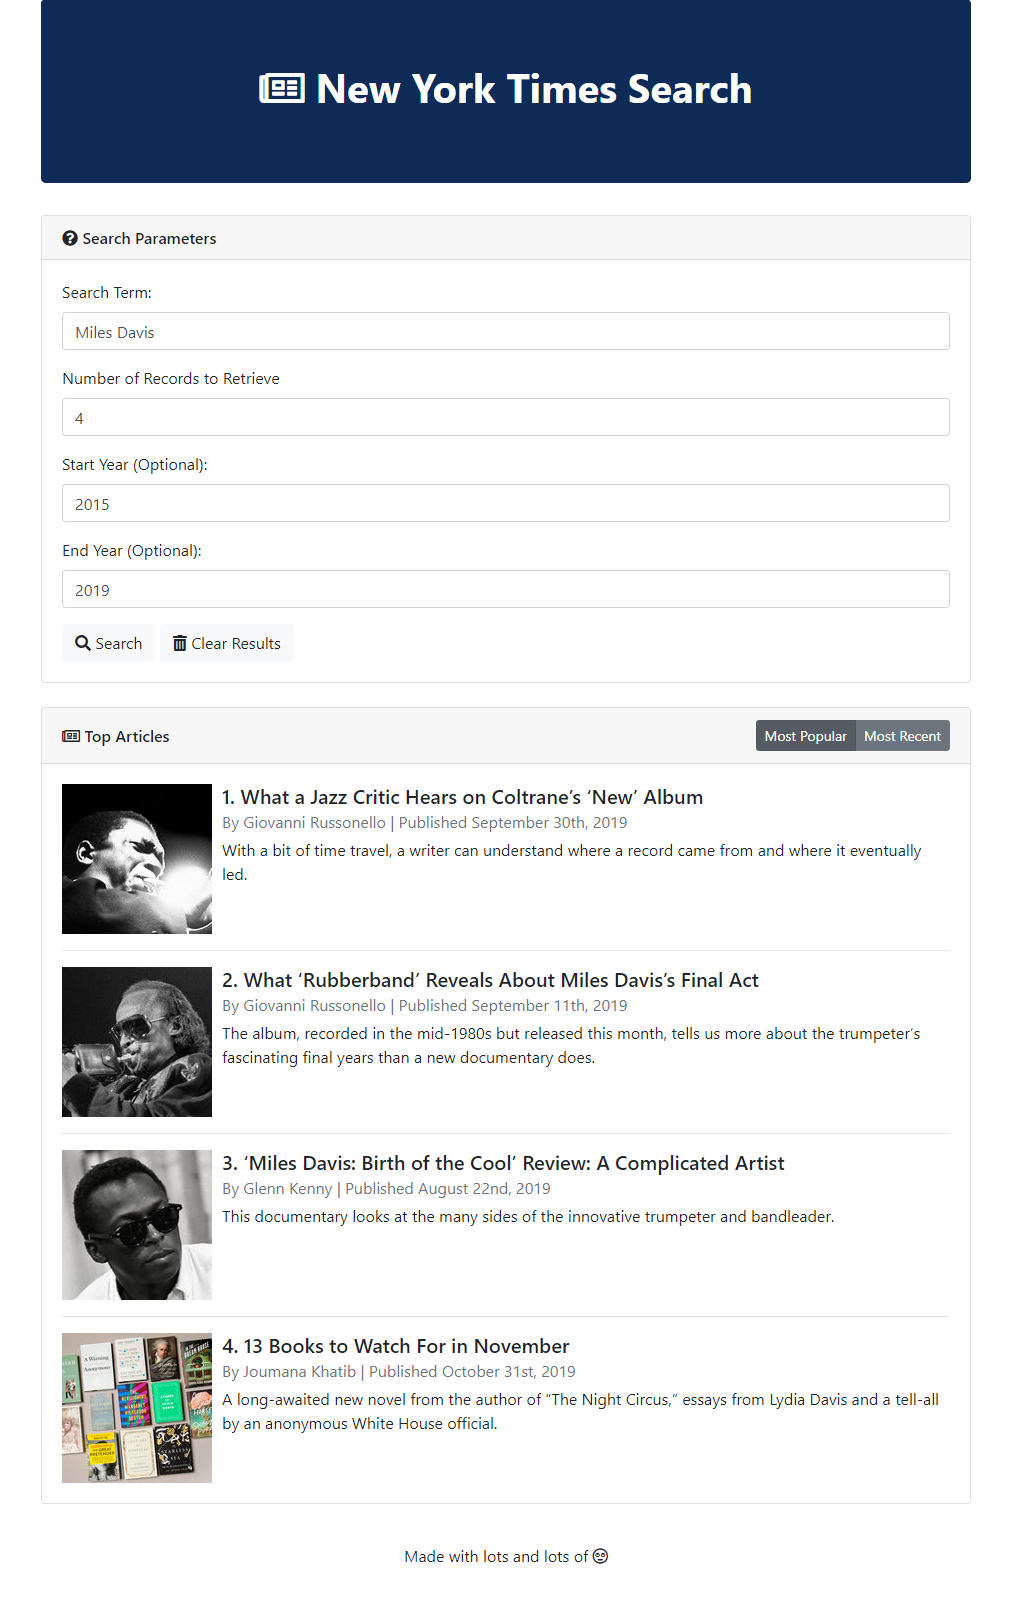 New York Times Search
Search Parameters
Search Term:
Miles Davis
Number of Records to Retrieve
4
Start Year (Optional):
2015
End Year (Optional):
2019
Search Clear Results
Top Articles
Most Popular Most Recent
1. What a Jazz Critic Hears on Coltrane’s ‘New’ Album
By Giovanni Russonello | Published September 30th, 2019
With a bit of time travel, a writer can understand where a record came from and where it eventually
led.
2. What ‘Rubberband’ Reveals About Miles Davis’s Final Act
By Giovanni Russonello | Published September 11th, 2019
The album, recorded in the mid-1980s but released this month, tells us more about the trumpeter’s
fascinating final years than a new documentary does.
3. ‘Miles Davis: Birth of the Cool’ Review: A Complicated Artist
By Glenn Kenny | Published August 22nd, 2019
This documentary looks at the many sides of the innovative trumpeter and bandleader.
4. 13 Books to Watch For in November
By Joumana Khatib | Published October 31st, 2019
A long-awaited new novel from the author of “The Night Circus,” essays from Lydia Davis and a tell-all
by an anonymous White House official.
Made with lots and lots of